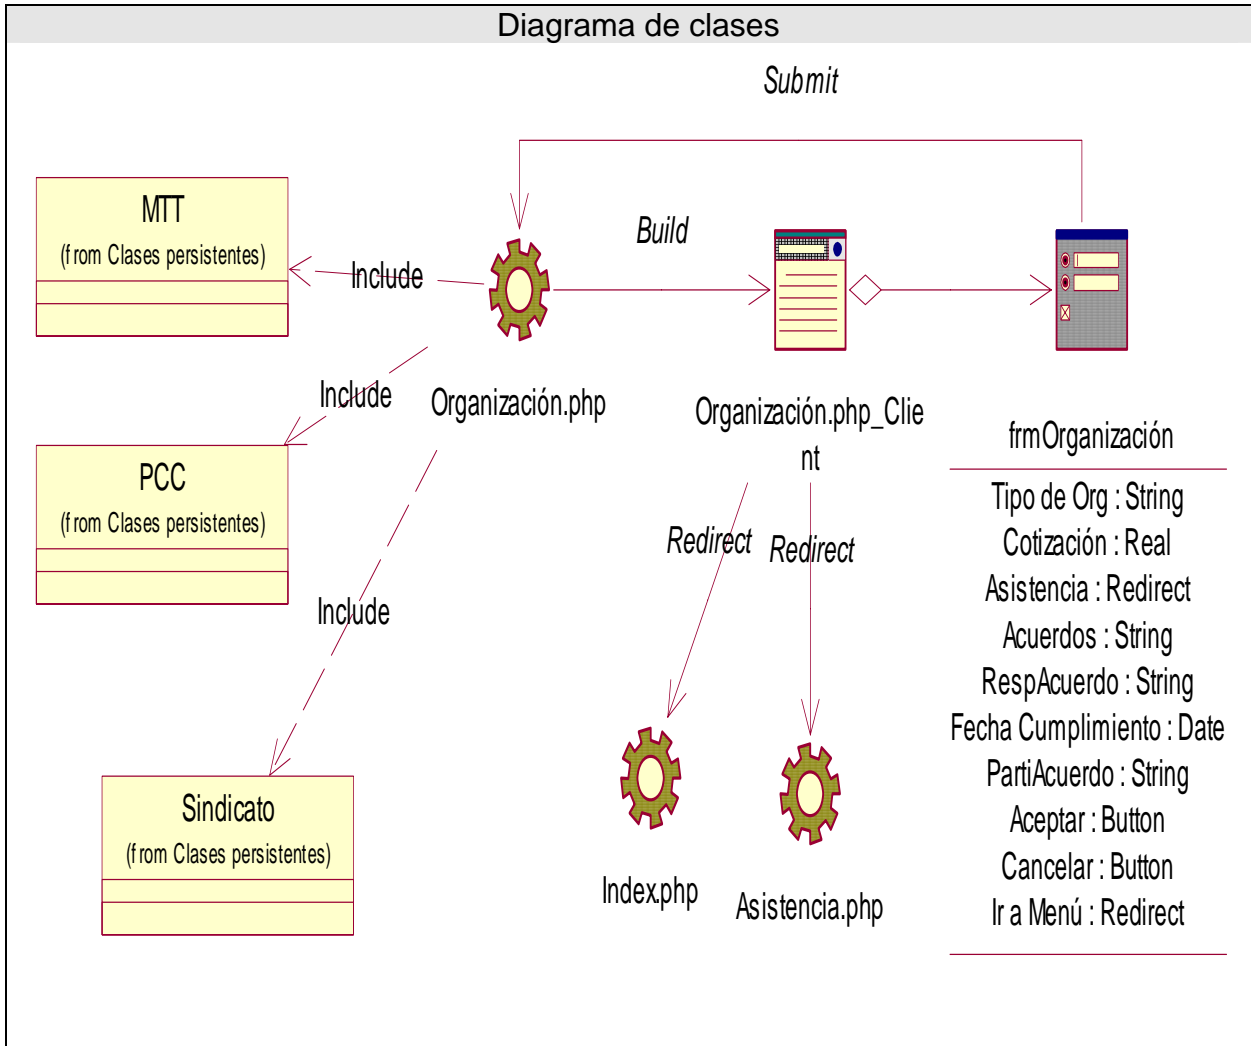 Diagrama de clases
Submit
MTT
(from Clases persistentes)
Build
Include
Include
Organización.php
Organización.php_Clie
nt
frmOrganización
PCC
(from Clases persistentes)
Tipo de Org : String
Cotización : Real
Asistencia : Redirect
Acuerdos : String
RespAcuerdo : String
Fecha Cumplimiento : Date
PartiAcuerdo : String
Aceptar : Button
Cancelar : Button
Ir a Menú : Redirect
Redirect
Redirect
Include
Sindicato
(from Clases persistentes)
Index.php
Asistencia.php